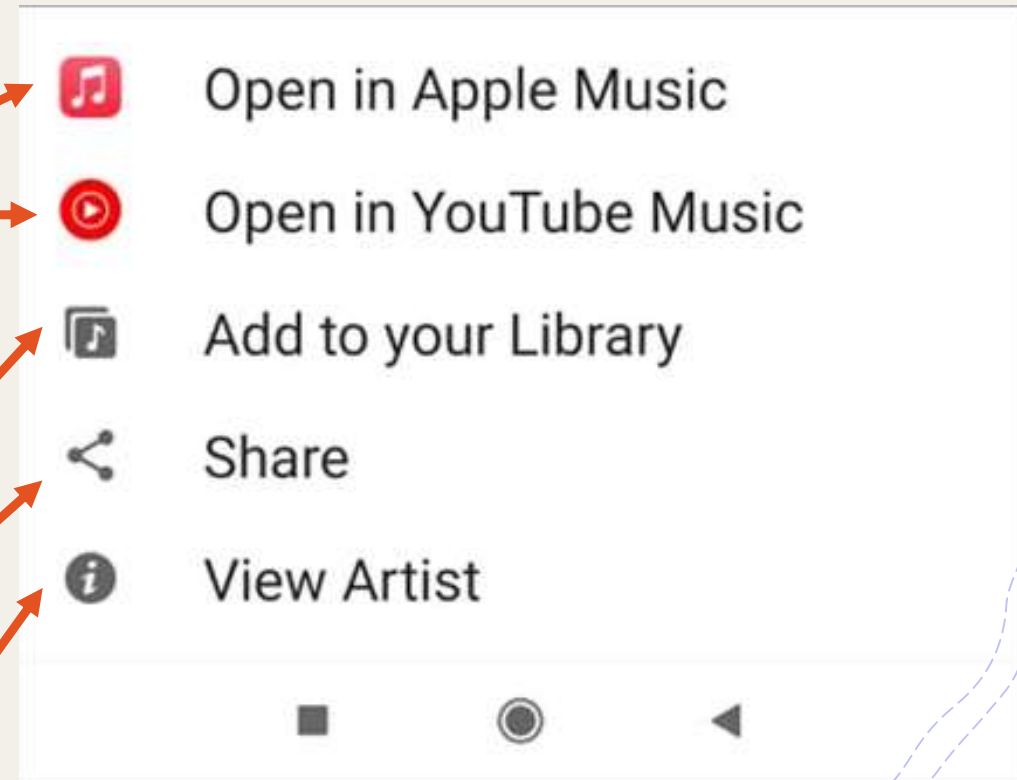 Open in Apple Music
Open in YouTube Music
Add to your Library
Share
View Artist